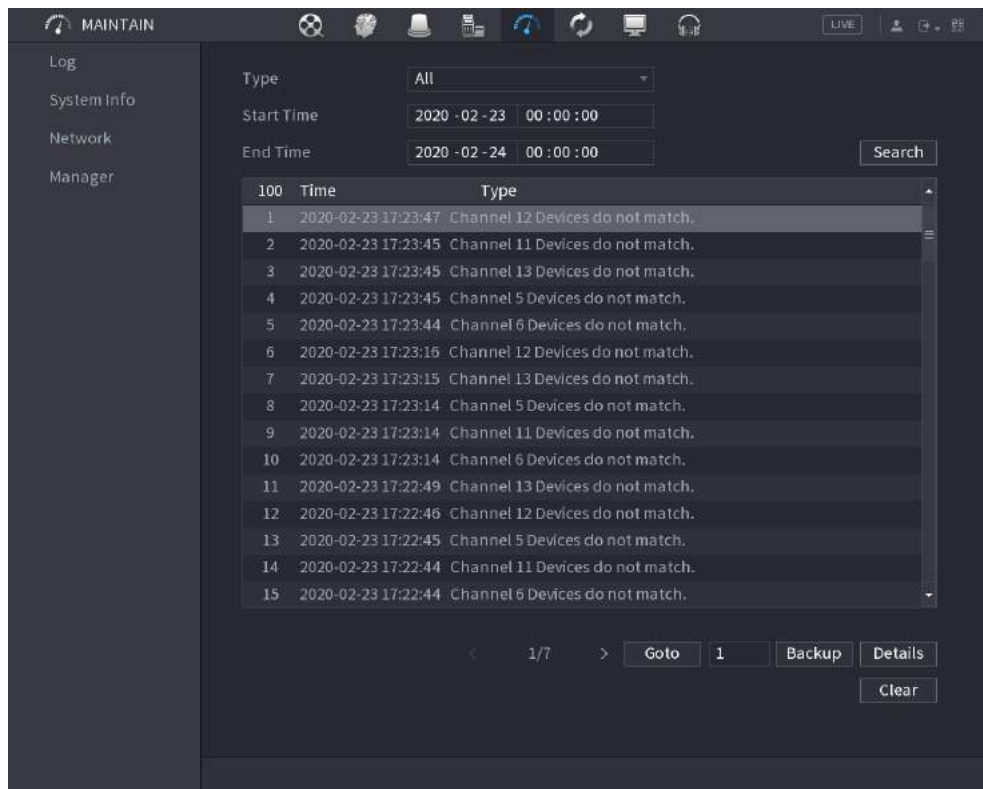 MAINTAIN LIVE
Log
System Info
Network
Manager
Type All
Start Time 2020 -02 -23 00 : 00 : 00
End Time 2020 -02 -24 00 : 00 : 00 Search
100 Time Type
1 2020-02-23 17:23:47 Channel 12 Devices do not match.
2 2020-02-23 17:23:45 Channel 11 Devices do not match.
3 2020-02-23 17:23:45 Channel 13 Devices do not match.
4 2020-02-23 17:23:45 Channel 5 Devices do not match.
5 2020-02-23 17:23:44 Channel 6 Devices do not match.
6 2020-02-23 17:23:16 Channel 12 Devices do not match.
7 2020-02-23 17:23:15 Channel 13 Devices do not match.
8 2020-02-23 17:23:14 Channel 5 Devices do not match.
9 2020-02-23 17:23:14 Channel 11 Devices do not match.
10 2020-02-23 17:23:14 Channel 6 Devices do not match.
11 2020-02-23 17:22:49 Channel 13 Devices do not match.
12 2020-02-23 17:22:46 Channel 12 Devices do not match.
13 2020-02-23 17:22:45 Channel 5 Devices do not match.
14 2020-02-23 17:22:44 Channel 11 Devices do not match.
15 2020-02-23 17:22:44 Channel 6 Devices do not match.
< 1/7 > Goto 1 Backup Details
Clear